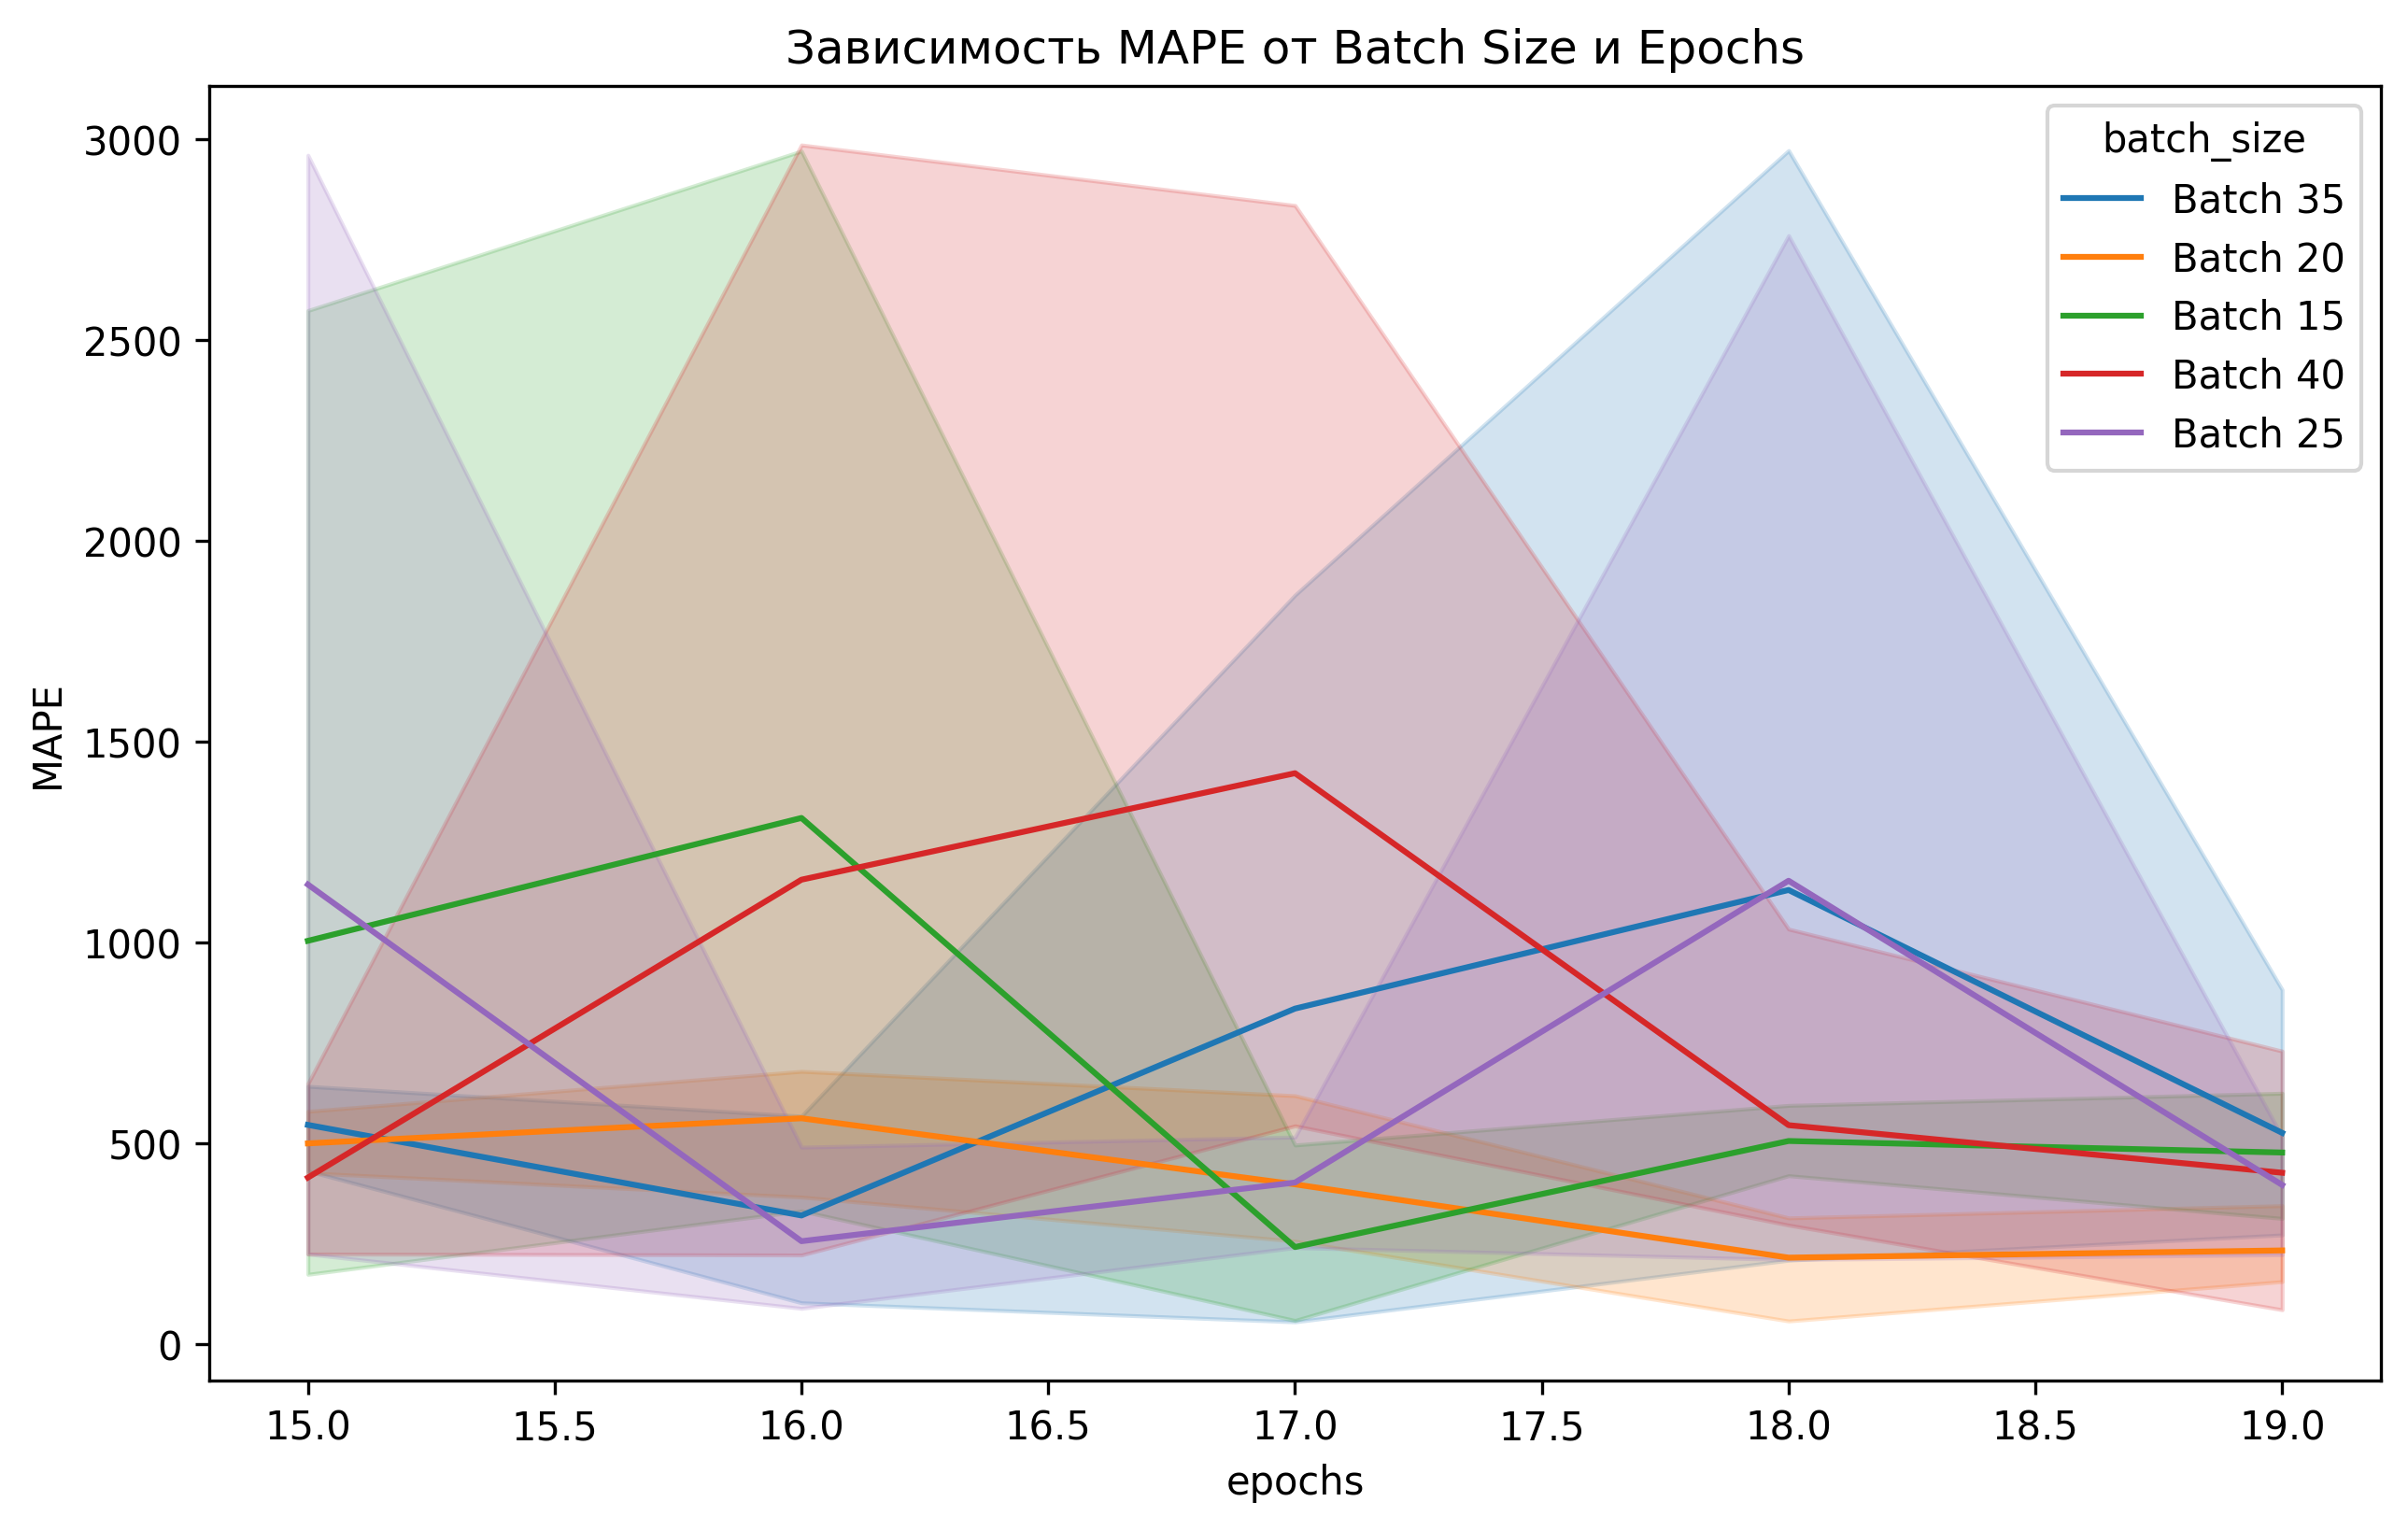 Зависимость MAPE от Batch Size и Epochs
3000
2500
2000
1500
1000
500
0
MAPE
batch_size
Batch 35
Batch 20
Batch 15
Batch 40
Batch 25
15.0 15.5 16.0 16.5 17.0 17.5 18.0 18.5 19.0
epochs